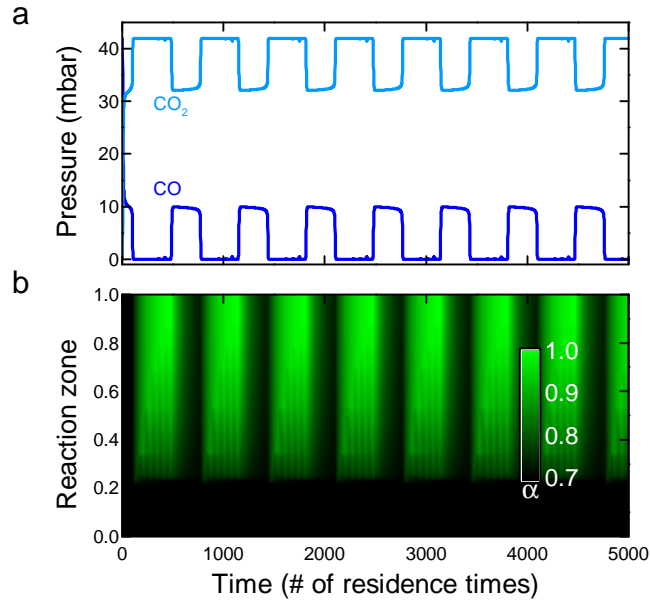 a
Pressure (mbar)
40
30
20
10
0
CO2
CO
b
Reaction zone
1.0
0.8
0.6
0.4
0.2
0.0
1.0
0.9
0.8
0.7
α
0 1000 2000 3000 4000 5000
Time (# of residence times)